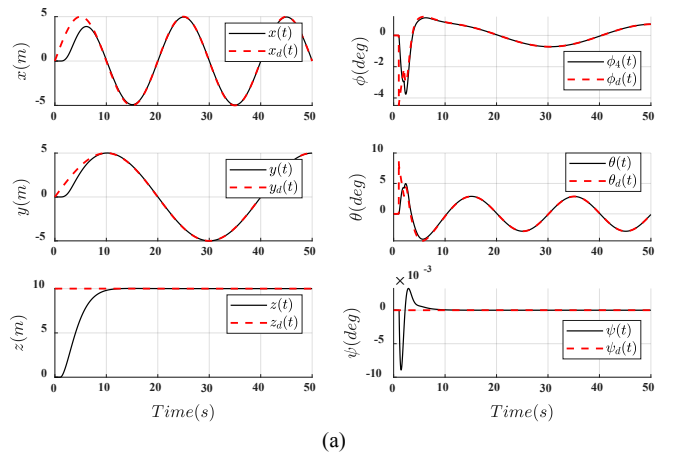 5
0
-5
x(m)
x(t)
x_d(t)
0 10 20 30 40 50
5
0
-5
y(m)
y(t)
y_d(t)
0 10 20 30 40 50
10
5
0
z(m)
z(t)
z_d(t)
0 10 20 30 40 50
Time(s)
0
-2
-4
ϕ(deg)
ϕ_4(t)
ϕ_d(t)
0 10 20 30 40 50
10
5
0
θ(deg)
θ(t)
θ_d(t)
0 10 20 30 40 50
× 10 -3
0
-5
-10
ψ(deg)
ψ(t)
ψ_d(t)
0 10 20 30 40 50
Time(s)
(a)